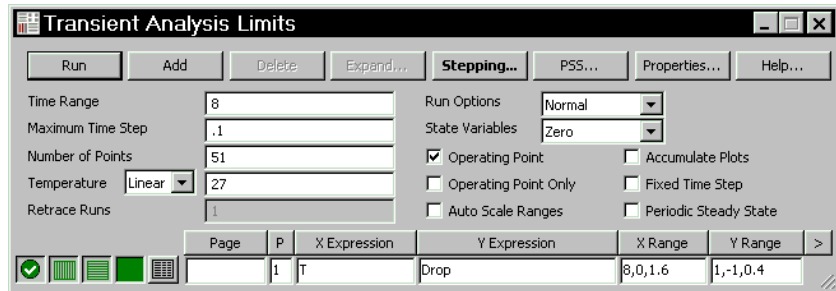 Transient Analysis Limits
Run Add Delete Expand... Stepping... PSS... Properties... Help...
Time Range 8 Run Options Normal
Maximum Time Step .1 State Variables Zero
Number of Points 51 Operating Point Accumulate Plots
Temperature Linear 27 Operating Point Only Fixed Time Step
Retrace Runs 1 Auto Scale Ranges Periodic Steady State
Page P X Expression Y Expression X Range Y Range >
1 T Drop 8,0,1.6 1,-1,0.4